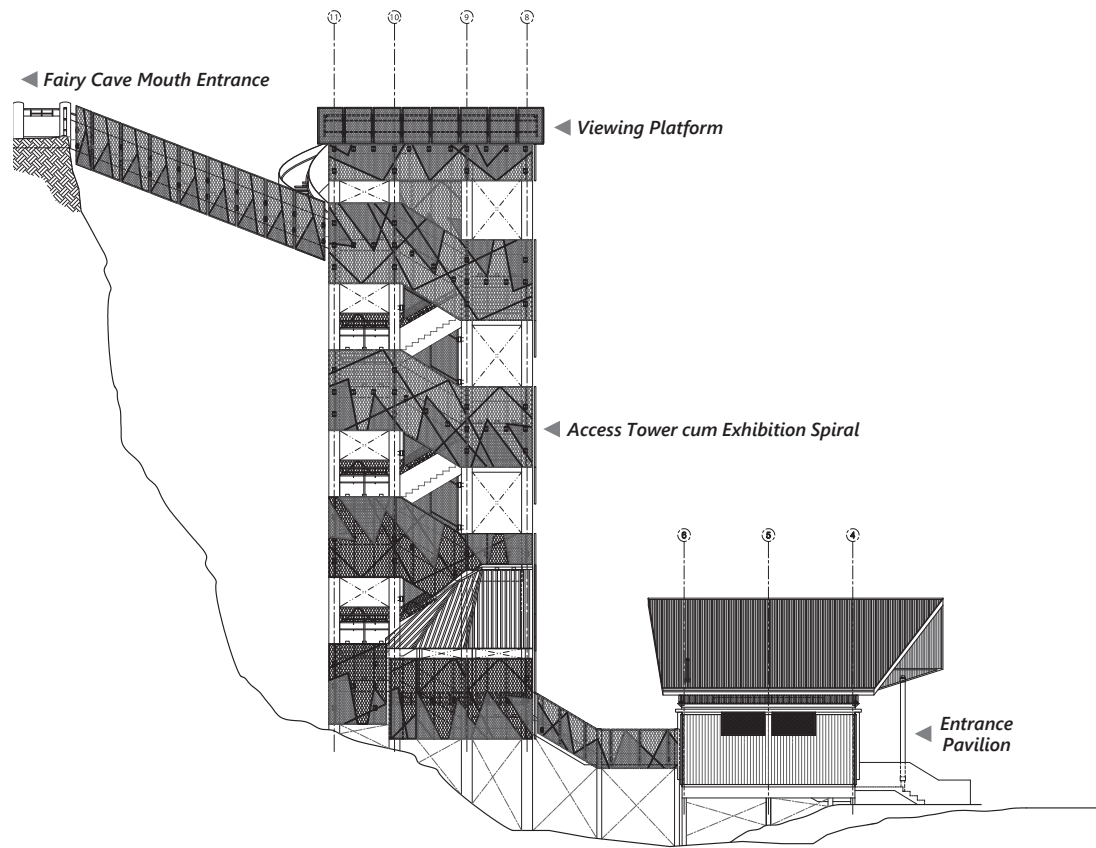 11 10 9 8
Fairy Cave Mouth Entrance
Viewing Platform
Access Tower cum Exhibition Spiral
6 5 4
Entrance
Pavilion